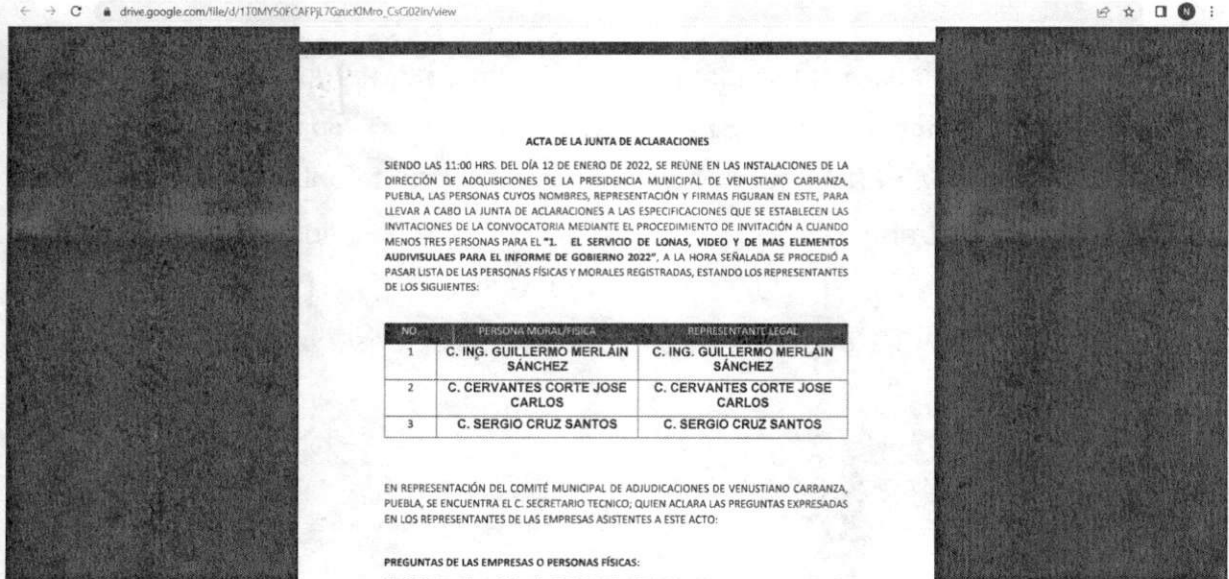 drive.google.com/file/d/1T0MY50FCAFPjL7GzucKlMro_CsGi02ln/view
N
ACTA DE LA JUNTA DE ACLARACIONES
SIENDO LAS 11:00 HRS. DEL DÍA 12 DE ENERO DE 2022, SE REÚNE EN LAS INSTALACIONES DE LA
DIRECCIÓN DE ADQUISICIONES DE LA PRESIDENCIA MUNICIPAL DE VENUSTIANO CARRANZA,
PUEBLA, LAS PERSONAS CUYOS NOMBRES, REPRESENTACIÓN Y FIRMAS FIGURAN EN ESTE, PARA
LLEVAR A CABO LA JUNTA DE ACLARACIONES A LAS ESPECIFICACIONES QUE SE ESTABLECEN LAS
INVITACIONES DE LA CONVOCATORIA MEDIANTE EL PROCEDIMIENTO DE INVITACIÓN A CUANDO
MENOS TRES PERSONAS PARA EL "1. EL SERVICIO DE LONAS, VIDEO Y DE MAS ELEMENTOS
AUDIVISULAES PARA EL INFORME DE GOBIERNO 2022", A LA HORA SEÑALADA SE PROCEDIÓ A
PASAR LISTA DE LAS PERSONAS FÍSICAS Y MORALES REGISTRADAS, ESTANDO LOS REPRESENTANTES
DE LOS SIGUIENTES:
NO. PERSONA MORAL/FISICA REPRESENTANTE LEGAL
1 C. ING. GUILLERMO MERLÁIN SÁNCHEZ C. ING. GUILLERMO MERLÁIN SÁNCHEZ
2 C. CERVANTES CORTE JOSE CARLOS C. CERVANTES CORTE JOSE CARLOS
3 C. SERGIO CRUZ SANTOS C. SERGIO CRUZ SANTOS
EN REPRESENTACIÓN DEL COMITÉ MUNICIPAL DE ADJUDICACIONES DE VENUSTIANO CARRANZA,
PUEBLA, SE ENCUENTRA EL C. SECRETARIO TECNICO; QUIEN ACLARA LAS PREGUNTAS EXPRESADAS
EN LOS REPRESENTANTES DE LAS EMPRESAS ASISTENTES A ESTE ACTO:
PREGUNTAS DE LAS EMPRESAS O PERSONAS FÍSICAS: